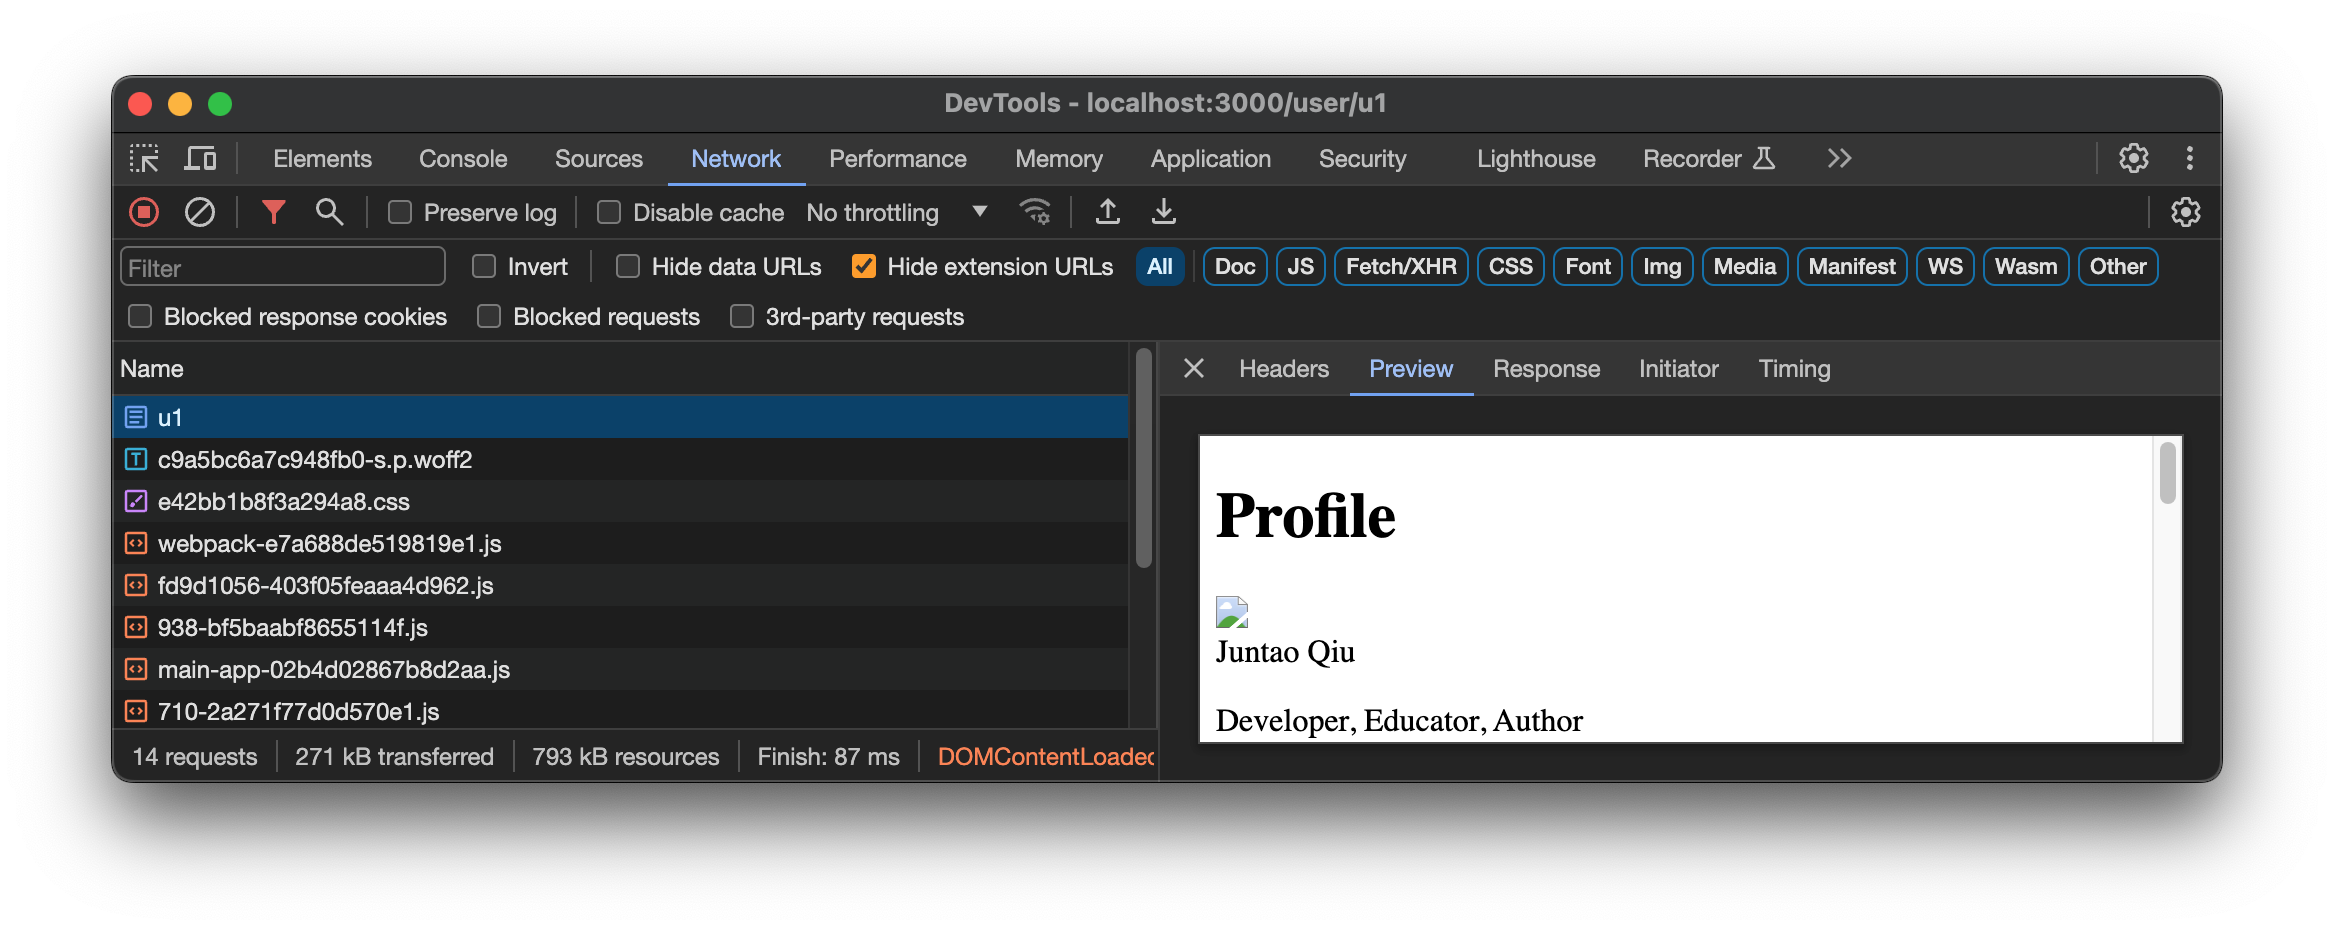 DevTools - localhost:3000/user/u1
Elements Console Sources Network Performance Memory Application Security Lighthouse Recorder
Preserve log Disable cache No throttling
Filter Invert Hide data URLs Hide extension URLs All Doc JS Fetch/XHR CSS Font Img Media Manifest WS Wasm Other
Blocked response cookies Blocked requests 3rd-party requests
Name
u1
c9a5bc6a7c948fb0-s.p.woff2
e42bb1b8f3a294a8.css
webpack-e7a688de519819e1.js
fd9d1056-403f05feaaa4d962.js
938-bf5baabf8655114f.js
main-app-02b4d02867b8d2aa.js
710-2a271f77d0d570e1.js
14 requests 271 kB transferred 793 kB resources Finish: 87 ms DOMContentLoaded
Headers Preview Response Initiator Timing
Profile
Juntao Qiu
Developer, Educator, Author